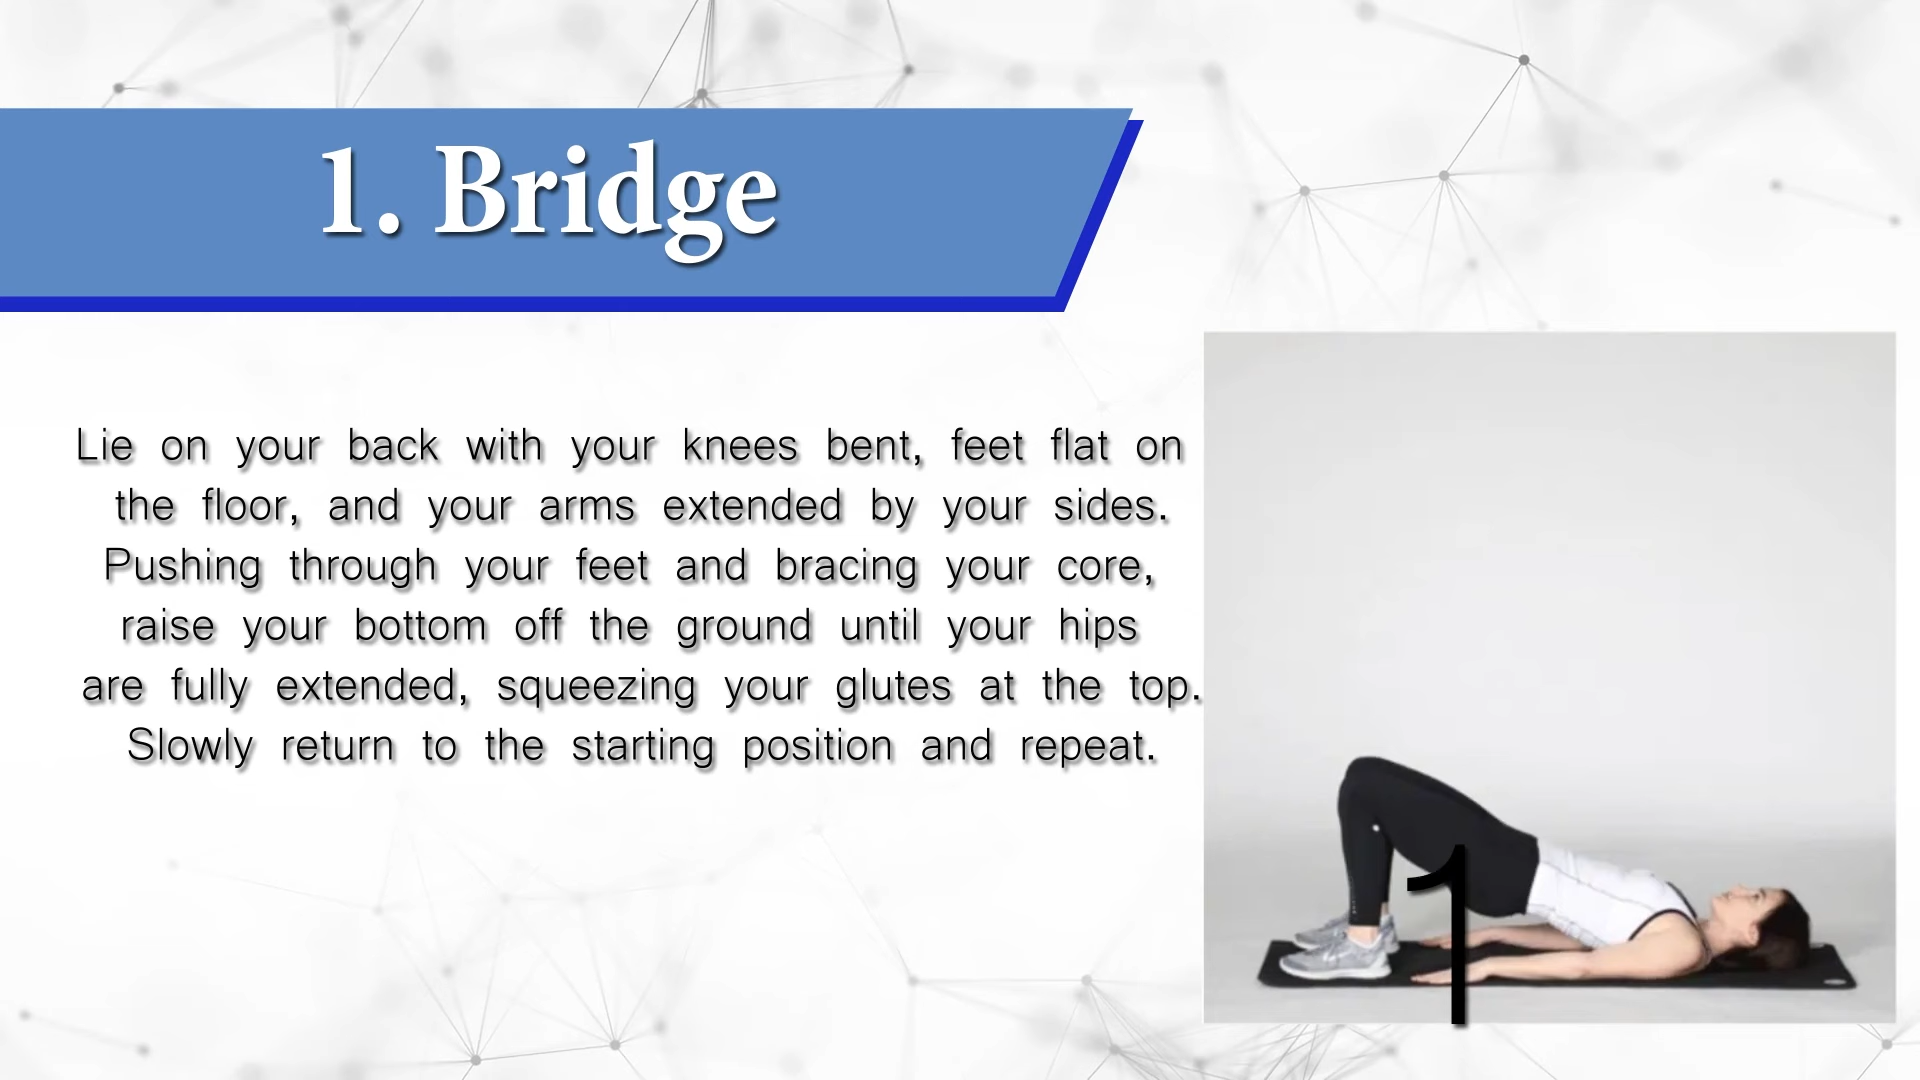 1. Bridge
Lie on your back with your knees bent, feet flat on
the floor, and your arms extended by your sides.
Pushing through your feet and bracing your core,
raise your bottom off the ground until your hips
are fully extended, squeezing your glutes at the top.
Slowly return to the starting position and repeat.
1